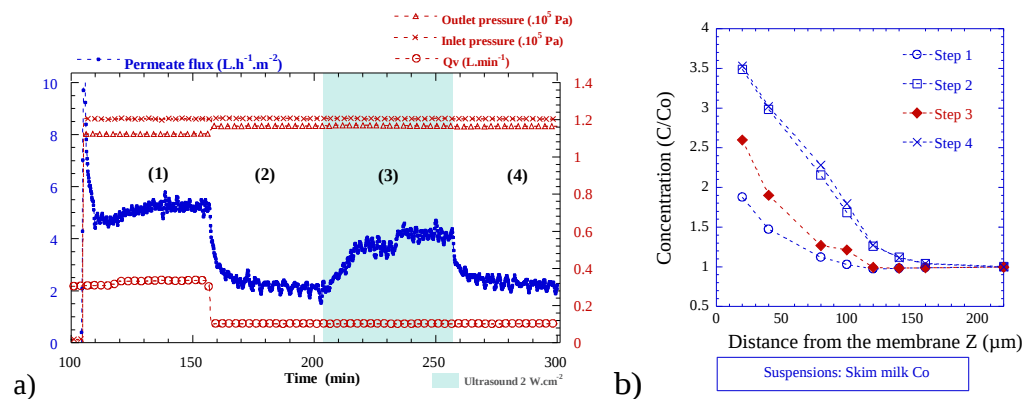 Outlet pressure (.10⁵ Pa)
Inlet pressure (.10⁵ Pa)
Permeate flux (L.h⁻¹.m⁻²)
Qv (L.min⁻¹)
10
8
6
4
2
0
1.4
1.2
1
0.8
0.6
0.4
0.2
0
(1)
(2)
(3)
(4)
100
150
200
250
300
Time (min)
Ultrasound 2 W.cm⁻²
a)
Concentration (C/Co)
4
3.5
3
2.5
2
1.5
1
0.5
Step 1
Step 2
Step 3
Step 4
0
50
100
150
200
Distance from the membrane Z (µm)
Suspensions: Skim milk Co
b)